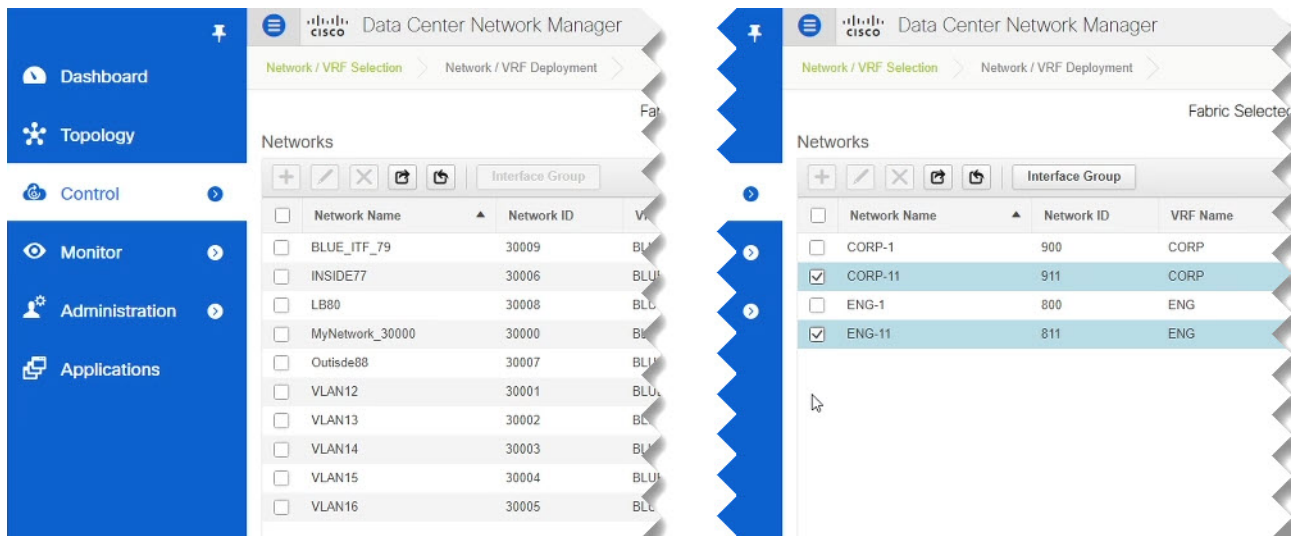 Dashboard
Topology
Control
Monitor
Administration
Applications
cisco Data Center Network Manager
Network / VRF Selection Network / VRF Deployment
Networks
Interface Group
Network Name Network ID
BLUE_ITF_79 30009
INSIDE77 30006
LB80 30008
MyNetwork_30000 30000
Outisde88 30007
VLAN12 30001
VLAN13 30002
VLAN14 30003
VLAN15 30004
VLAN16 30005
cisco Data Center Network Manager
Network / VRF Selection Network / VRF Deployment
Fabric Selected
Networks
Interface Group
Network Name Network ID VRF Name
CORP-1 900 CORP
CORP-11 911 CORP
ENG-1 800 ENG
ENG-11 811 ENG